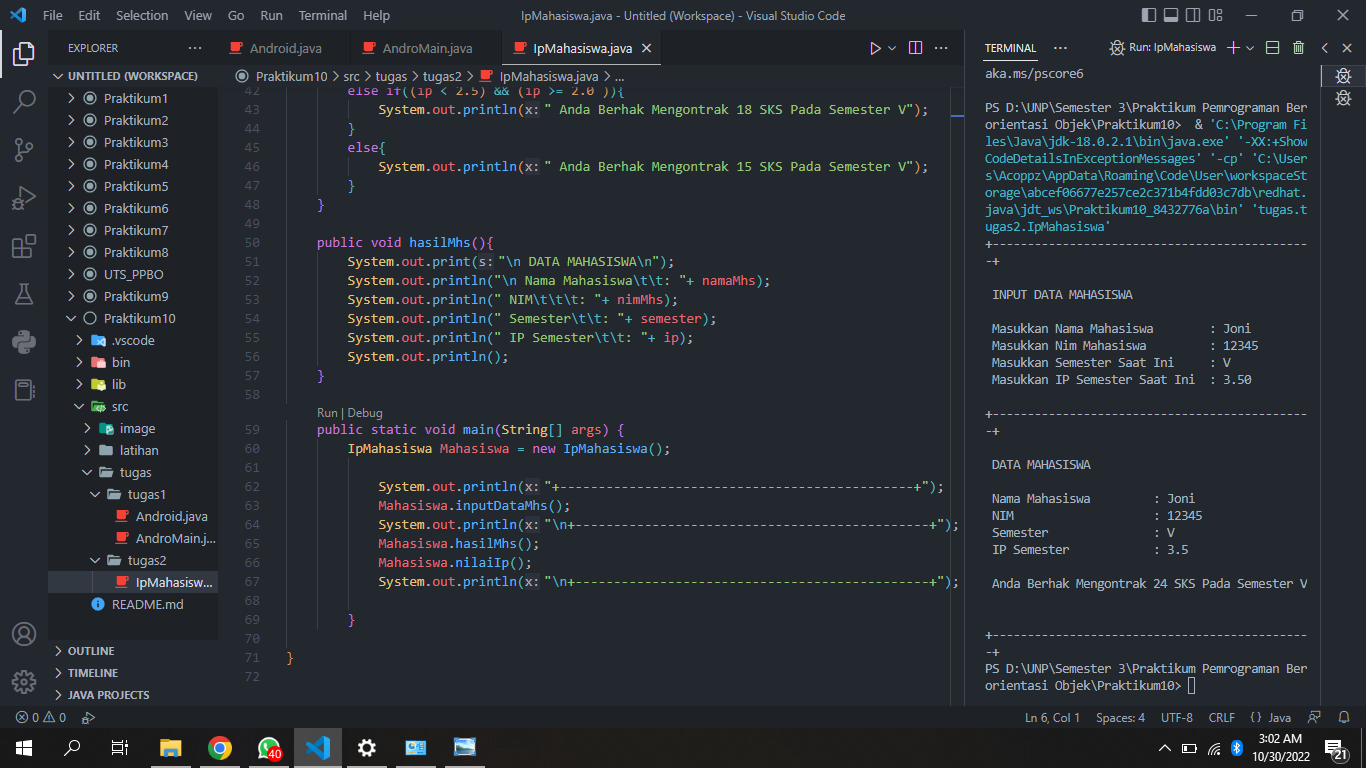 File Edit Selection View Go Run Terminal Help
IpMahasiswa.java - Untitled (Workspace) - Visual Studio Code
EXPLORER ...
UNTITLED (WORKSPACE)
Praktikum1
Praktikum2
Praktikum3
Praktikum4
Praktikum5
Praktikum6
Praktikum7
Praktikum8
UTS_PPBO
Praktikum9
Praktikum10
.vscode
bin
lib
src
image
latihan
tugas
tugas1
Android.java
AndroMain.j...
tugas2
IpMahasisw...
README.md
OUTLINE
TIMELINE
JAVA PROJECTS
Android.java AndroMain.java IpMahasiswa.java
Praktikum10 > src > tugas > tugas2 > IpMahasiswa.java > ...
42 else if((ip < 2.5) && (ip >= 2.0 )){
43 System.out.println(x:" Anda Berhak Mengontrak 18 SKS Pada Semester V");
44 }
45 else{
46 System.out.println(x:" Anda Berhak Mengontrak 15 SKS Pada Semester V");
47 }
48 }
49
50 public void hasilMhs(){
51 System.out.print(s:"\n DATA MAHASISWA\n");
52 System.out.println("\n Nama Mahasiswa\t\t: "+ namaMhs);
53 System.out.println(" NIM\t\t\t: "+ nimMhs);
54 System.out.println(" Semester\t\t: "+ semester);
55 System.out.println(" IP Semester\t\t: "+ ip);
56 System.out.println();
57 }
58
Run | Debug
59 public static void main(String[] args) {
60 IpMahasiswa Mahasiswa = new IpMahasiswa();
61
62 System.out.println(x:"+----------------------------------------------+");
63 Mahasiswa.inputDataMhs();
64 System.out.println(x:"\n+----------------------------------------------+");
65 Mahasiswa.hasilMhs();
66 Mahasiswa.nilaiIp();
67 System.out.println(x:"\n+----------------------------------------------+");
68
69 }
70
71 }
72
TERMINAL ... Run: IpMahasiswa
aka.ms/pscore6
PS D:\UNP\Semester 3\Praktikum Pemrograman Ber
orientasi Objek\Praktikum10> & 'C:\Program Fi
les\Java\jdk-18.0.2.1\bin\java.exe' '-XX:+Show
CodeDetailsInExceptionMessages' '-cp' 'C:\User
s\Acoppz\AppData\Roaming\Code\User\workspaceSt
orage\abcef06677e257ce2c371b4fdd03c7db\redhat.
java\jdt_ws\Praktikum10_8432776a\bin' 'tugas.t
ugas2.IpMahasiswa'
+---------------------------------------------
-+
INPUT DATA MAHASISWA
Masukkan Nama Mahasiswa : Joni
Masukkan Nim Mahasiswa : 12345
Masukkan Semester Saat Ini : V
Masukkan IP Semester Saat Ini : 3.50
+---------------------------------------------
-+
DATA MAHASISWA
Nama Mahasiswa : Joni
NIM : 12345
Semester : V
IP Semester : 3.5
Anda Berhak Mengontrak 24 SKS Pada Semester V
+---------------------------------------------
-+
PS D:\UNP\Semester 3\Praktikum Pemrograman Ber
orientasi Objek\Praktikum10>
0 0
Ln 6, Col 1 Spaces: 4 UTF-8 CRLF {} Java
40
3:02 AM
10/30/2022
21